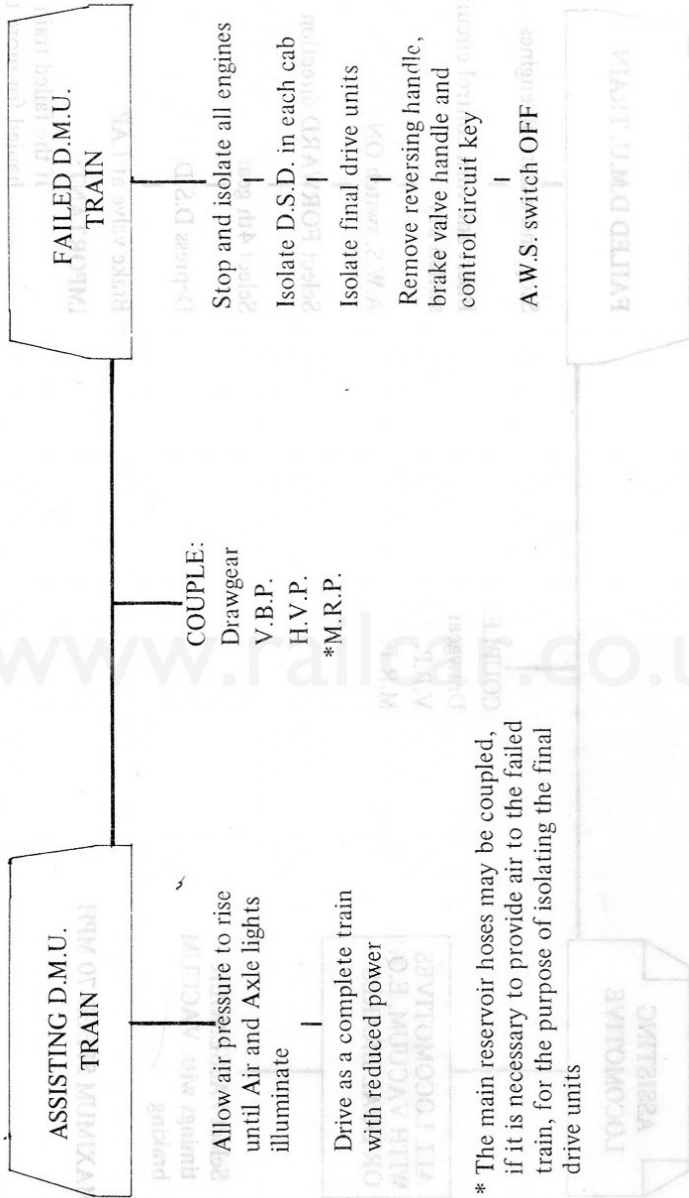 ASSISTING D.M.U.
TRAIN
Allow air pressure to rise
until Air and Axle lights
illuminate
Drive as a complete train
with reduced power
* The main reservoir hoses may be coupled,
if it is necessary to provide air to the failed
train, for the purpose of isolating the final
drive units
COUPLE:
Drawgear
V.B.P.
H.V.P.
*M.R.P.
FAILED D.M.U.
TRAIN
Stop and isolate all engines
Isolate D.S.D. in each cab
Isolate final drive units
Remove reversing handle,
brake valve handle and
control circuit key
A.W.S. switch OFF
www.railcar.co.u